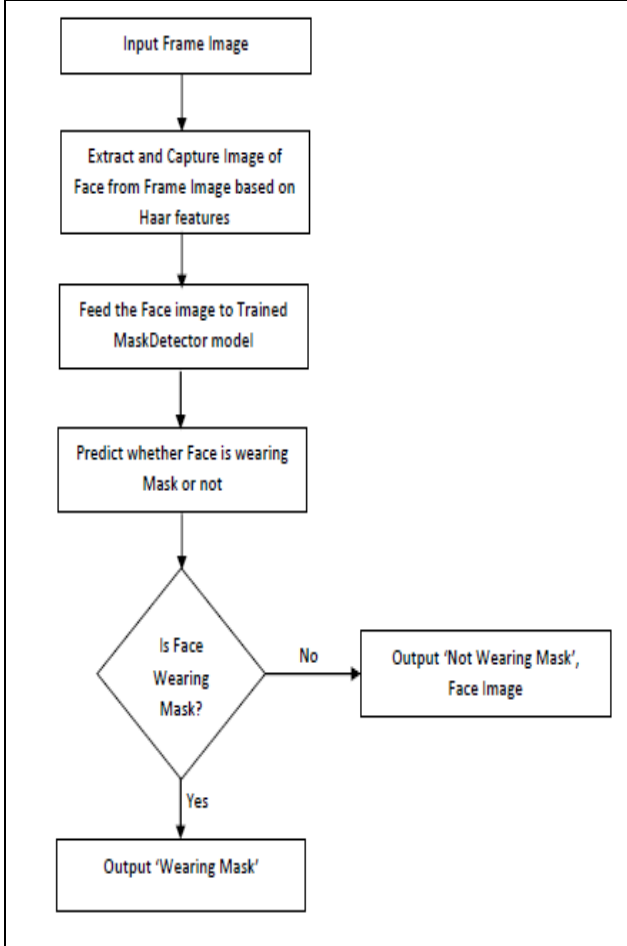 Input Frame Image
Extract and Capture Image of
Face from Frame Image based on
Haar features
Feed the Face image to Trained
MaskDetector model
Predict whether Face is wearing
Mask or not
Is Face
Wearing
Mask?
No
Output ‘Not Wearing Mask’,
Face Image
Yes
Output ‘Wearing Mask’